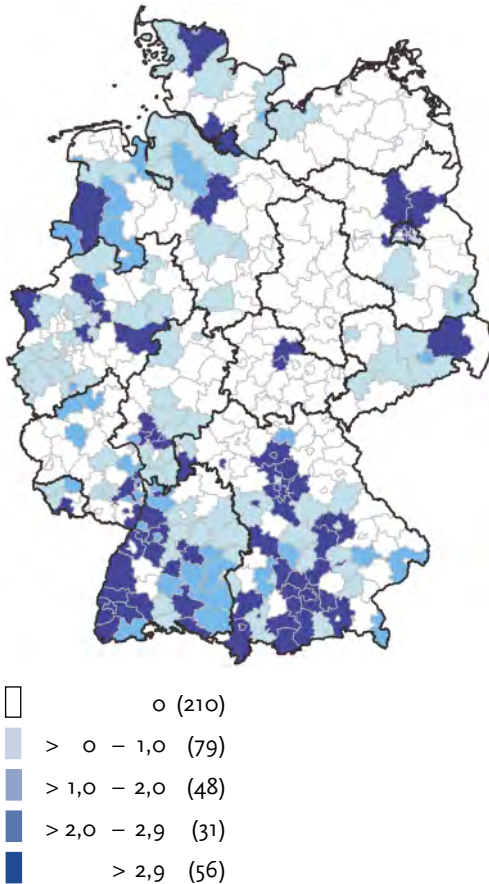 0 (210)
> 0 – 1,0 (79)
> 1,0 – 2,0 (48)
> 2,0 – 2,9 (31)
> 2,9 (56)